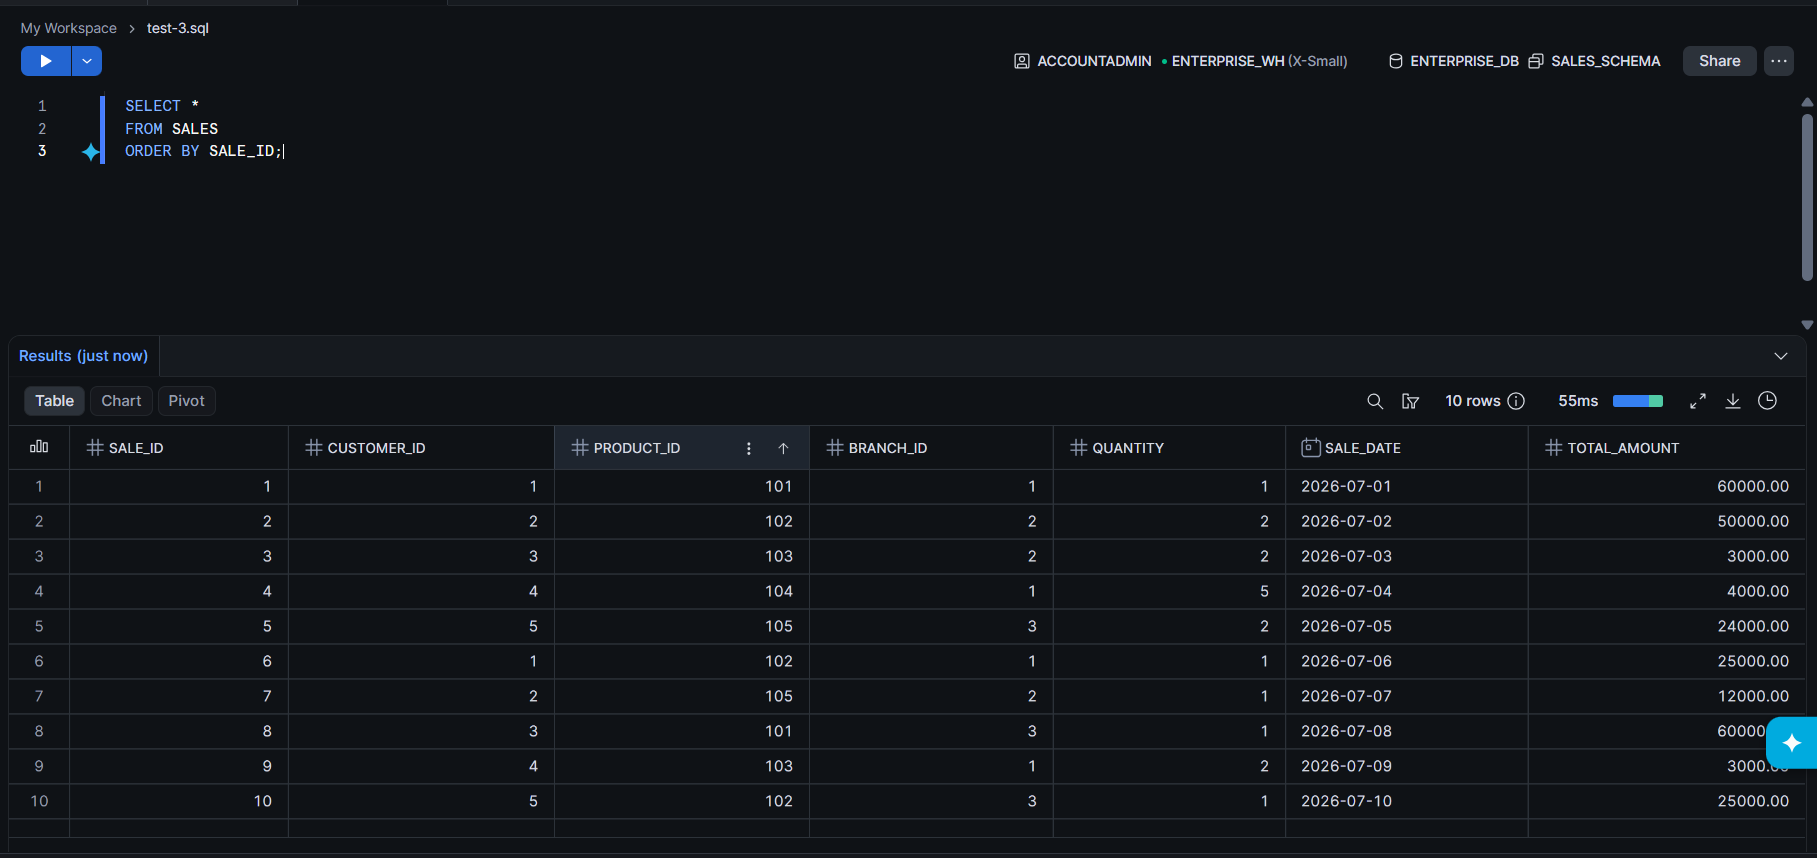 My Workspace > test-3.sql
ACCOUNTADMIN • ENTERPRISE_WH (X-Small) ENTERPRISE_DB SALES_SCHEMA Share ...
1 SELECT *
2 FROM SALES
3 ORDER BY SALE_ID;
Results (just now)
Table Chart Pivot 10 rows 55ms
SALE_ID CUSTOMER_ID PRODUCT_ID BRANCH_ID QUANTITY SALE_DATE TOTAL_AMOUNT
1 1 1 101 1 1 2026-07-01 60000.00
2 2 2 102 2 2 2026-07-02 50000.00
3 3 3 103 2 2 2026-07-03 3000.00
4 4 4 104 1 5 2026-07-04 4000.00
5 5 5 105 3 2 2026-07-05 24000.00
6 6 1 102 1 1 2026-07-06 25000.00
7 7 2 105 2 1 2026-07-07 12000.00
8 8 3 101 3 1 2026-07-08 60000
9 9 4 103 1 2 2026-07-09 3000.00
10 10 5 102 3 1 2026-07-10 25000.00